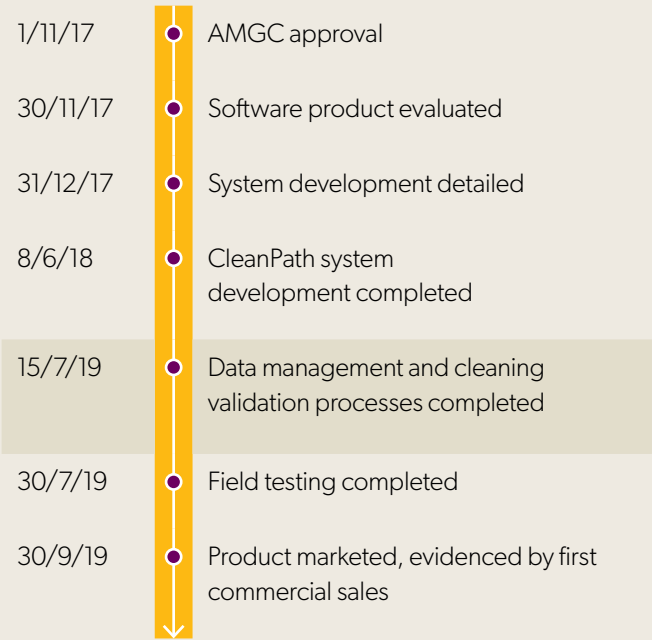 1/11/17 AMGC approval
30/11/17 Software product evaluated
31/12/17 System development detailed
8/6/18 CleanPath system
development completed
15/7/19 Data management and cleaning
validation processes completed
30/7/19 Field testing completed
30/9/19 Product marketed, evidenced by first
commercial sales